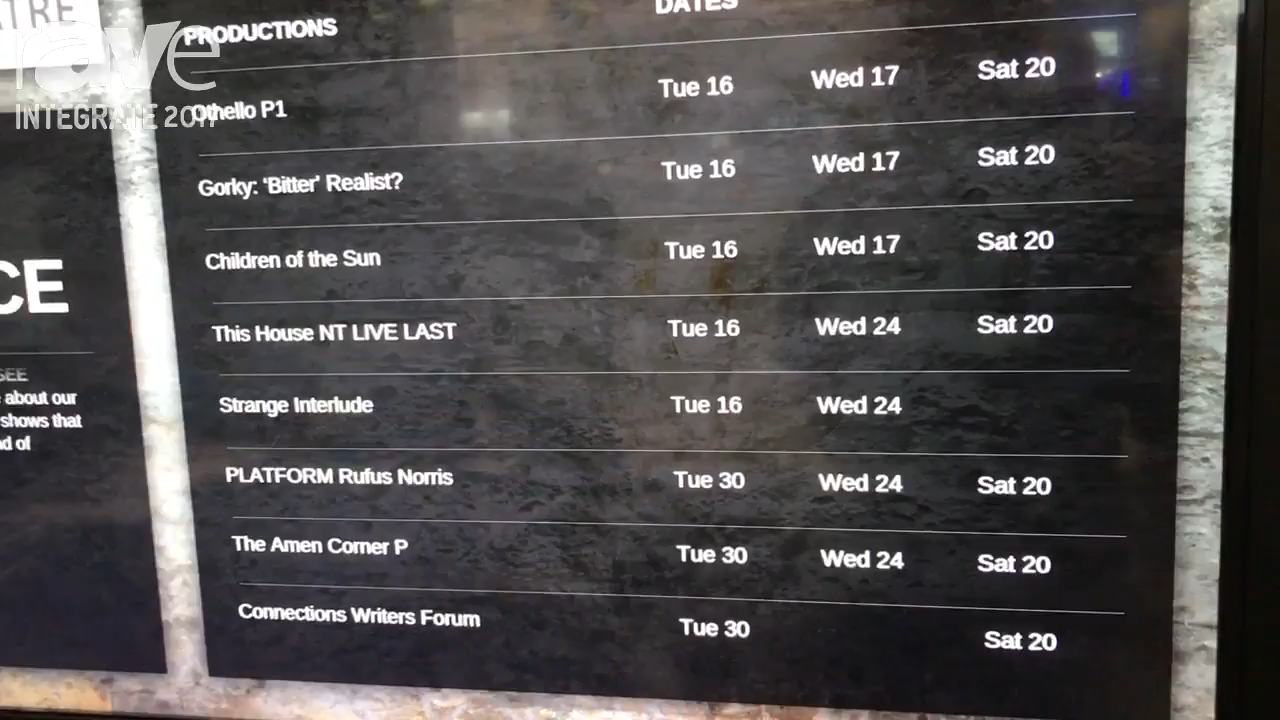 TRE
rave
INTEGRATE 2017
CE
SEE
about our
shows that
d of
PRODUCTIONS DATES
Othello P1 Tue 16 Wed 17 Sat 20
Gorky: ‘Bitter’ Realist? Tue 16 Wed 17 Sat 20
Children of the Sun Tue 16 Wed 17 Sat 20
This House NT LIVE LAST Tue 16 Wed 24 Sat 20
Strange Interlude Tue 16 Wed 24
PLATFORM Rufus Norris Tue 30 Wed 24 Sat 20
The Amen Corner P Tue 30 Wed 24 Sat 20
Connections Writers Forum Tue 30 Sat 20